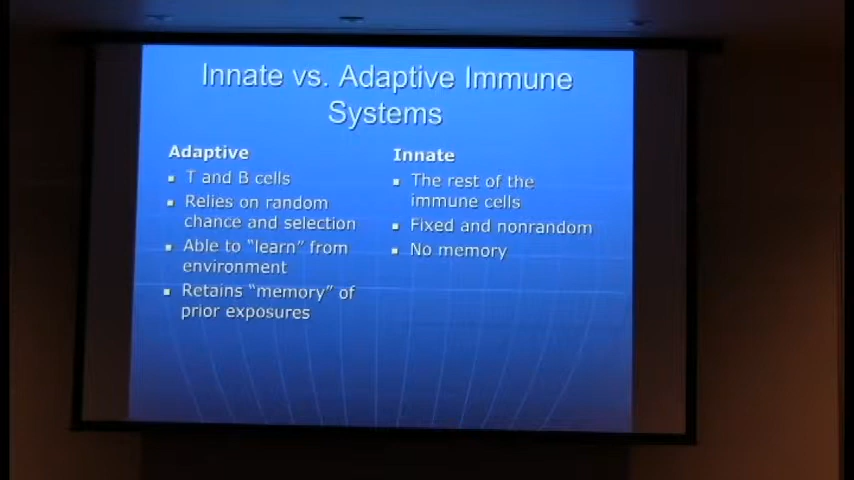 Innate vs. Adaptive Immune
Systems
Adaptive
▪ T and B cells
▪ Relies on random
chance and selection
▪ Able to “learn” from
environment
▪ Retains “memory” of
prior exposures
Innate
▪ The rest of the
immune cells
▪ Fixed and nonrandom
▪ No memory